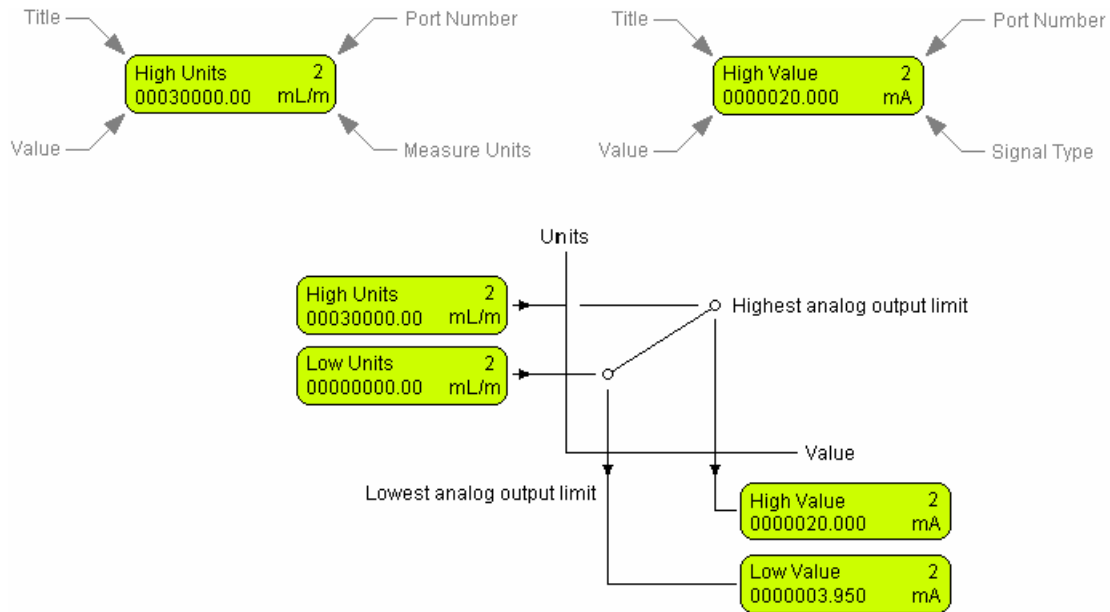 Title
Port Number
High Units 2
00030000.00 mL/m
Value
Measure Units
Title
Port Number
High Value 2
0000020.000 mA
Value
Signal Type
Units
High Units 2
00030000.00 mL/m
Highest analog output limit
Low Units 2
00000000.00 mL/m
Value
Lowest analog output limit
High Value 2
0000020.000 mA
Low Value 2
0000003.950 mA